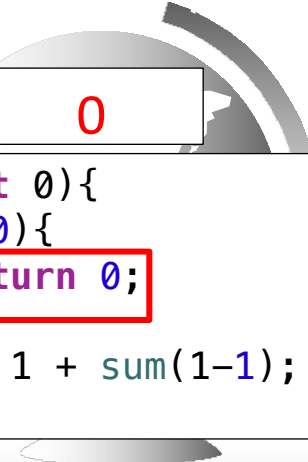 0
t 0){
0){
turn 0;
1 + sum(1-1);